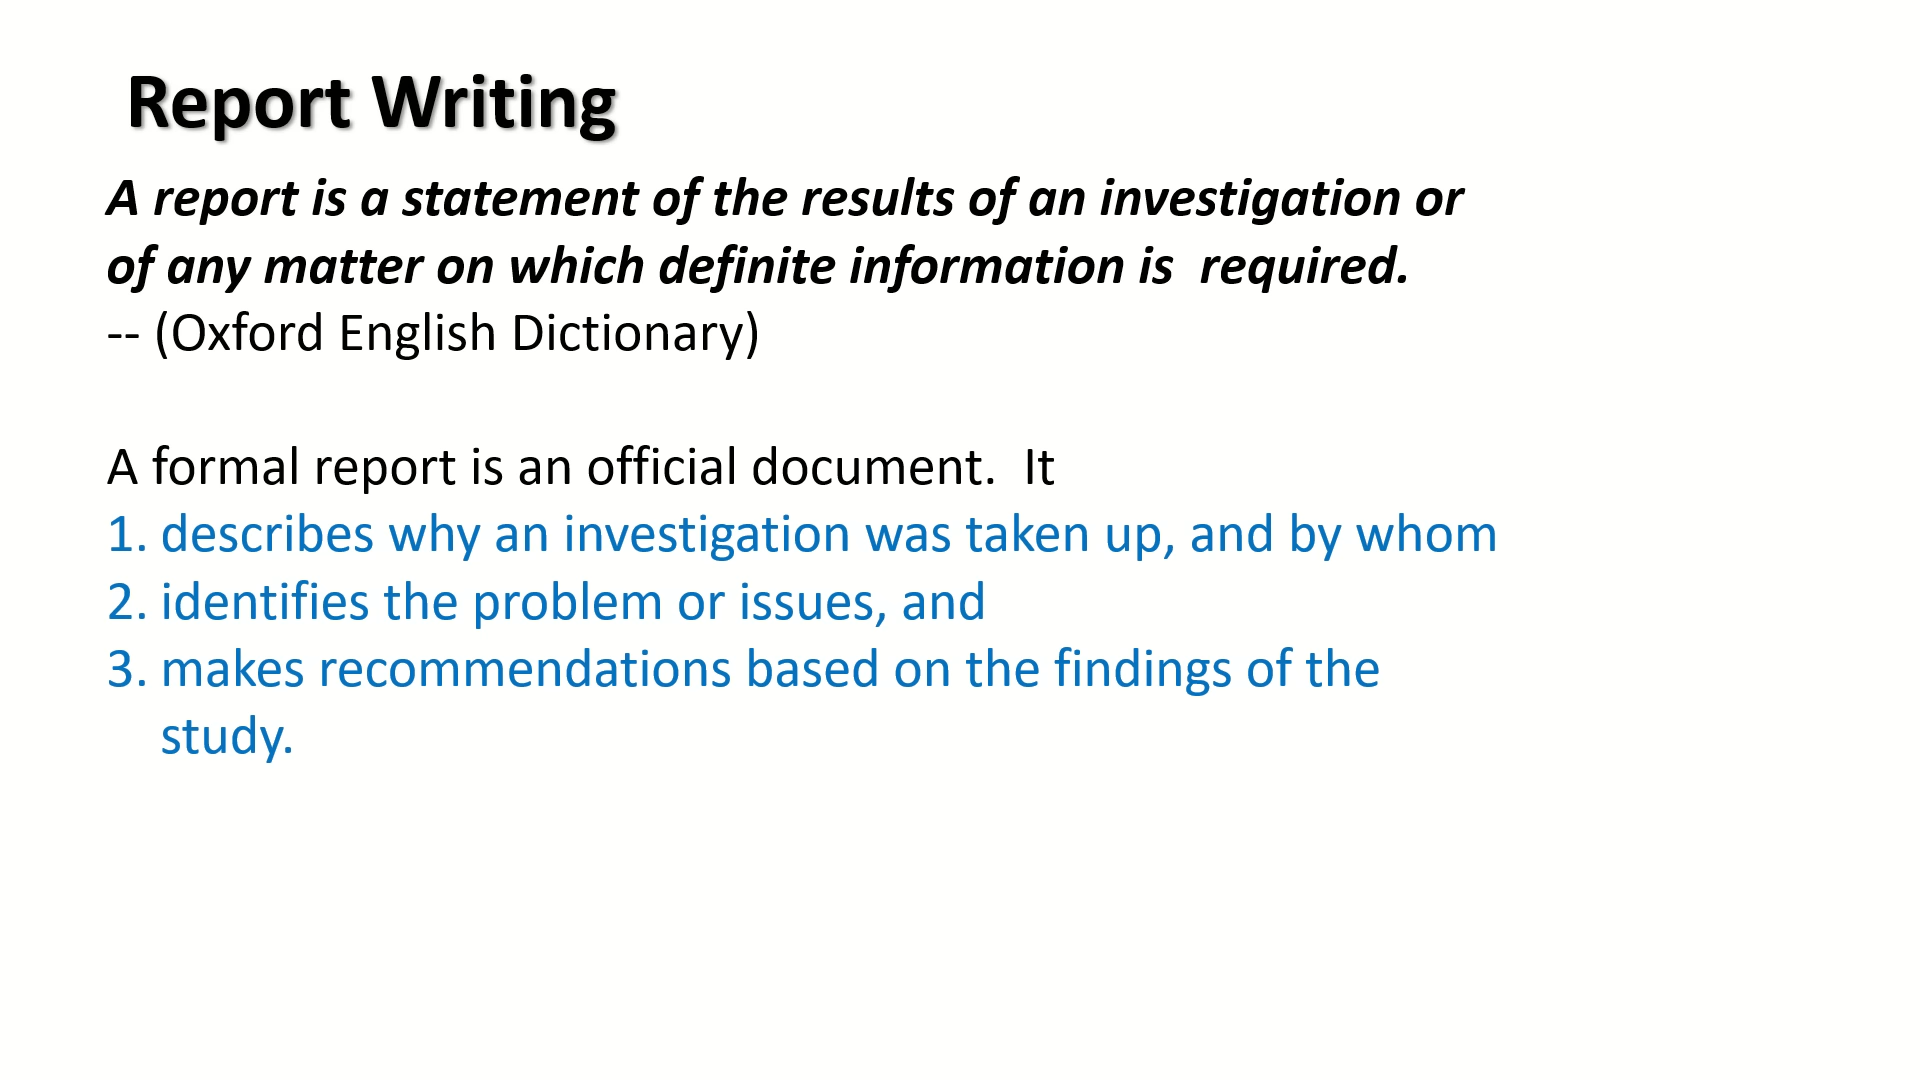 Report Writing
A report is a statement of the results of an investigation or
of any matter on which definite information is  required.
-- (Oxford English Dictionary)
A formal report is an official document.  It
1. describes why an investigation was taken up, and by whom
2. identifies the problem or issues, and
3. makes recommendations based on the findings of the
study.